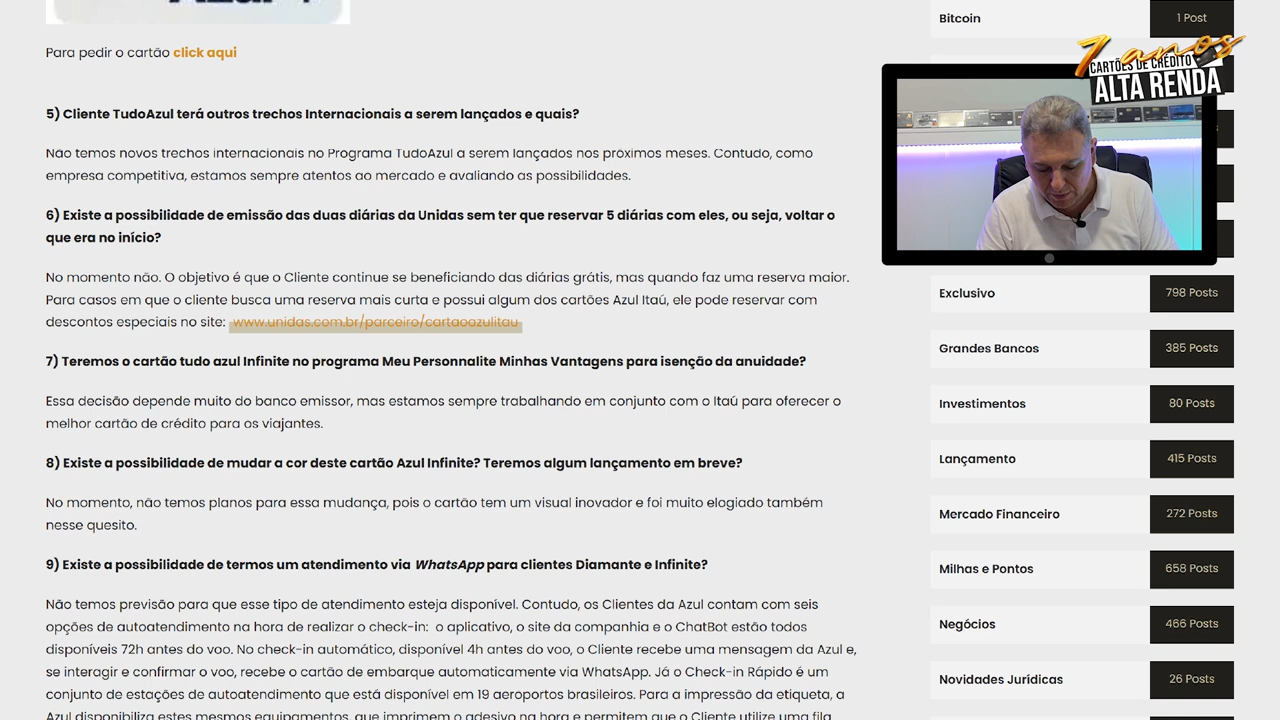 Para pedir o cartão click aqui
5) Cliente TudoAzul terá outros trechos Internacionais a serem lançados e quais?
Não temos novos trechos internacionais no Programa TudoAzul a serem lançados nos próximos meses. Contudo, como
empresa competitiva, estamos sempre atentos ao mercado e avaliando as possibilidades.
6) Existe a possibilidade de emissão das duas diárias da Unidas sem ter que reservar 5 diárias com eles, ou seja, voltar o
que era no início?
No momento não. O objetivo é que o Cliente continue se beneficiando das diárias grátis, mas quando faz uma reserva maior.
Para casos em que o cliente busca uma reserva mais curta e possui algum dos cartões Azul Itaú, ele pode reservar com
descontos especiais no site: www.unidas.com.br/parceiro/cartaoazulitau
7) Teremos o cartão tudo azul Infinite no programa Meu Personnalite Minhas Vantagens para isenção da anuidade?
Essa decisão depende muito do banco emissor, mas estamos sempre trabalhando em conjunto com o Itaú para oferecer o
melhor cartão de crédito para os viajantes.
8) Existe a possibilidade de mudar a cor deste cartão Azul Infinite? Teremos algum lançamento em breve?
No momento, não temos planos para essa mudança, pois o cartão tem um visual inovador e foi muito elogiado também
nesse quesito.
9) Existe a possibilidade de termos um atendimento via WhatsApp para clientes Diamante e Infinite?
Não temos previsão para que esse tipo de atendimento esteja disponível. Contudo, os Clientes da Azul contam com seis
opções de autoatendimento na hora de realizar o check-in: o aplicativo, o site da companhia e o ChatBot estão todos
disponíveis 72h antes do voo. No check-in automático, disponível 4h antes do voo, o Cliente recebe uma mensagem da Azul e,
se interagir e confirmar o voo, recebe o cartão de embarque automaticamente via WhatsApp. Já o Check-in Rápido é um
conjunto de estações de autoatendimento que está disponível em 19 aeroportos brasileiros. Para a impressão da etiqueta, a
Azul disponibiliza estes mesmos equipamentos, que imprimem o adesivo na hora e permitem que o Cliente utilize uma fila
Bitcoin 1 Post
7 anos
CARTÕES DE CRÉDITO
ALTA RENDA
Exclusivo 798 Posts
Grandes Bancos 385 Posts
Investimentos 80 Posts
Lançamento 415 Posts
Mercado Financeiro 272 Posts
Milhas e Pontos 658 Posts
Negócios 466 Posts
Novidades Jurídicas 26 Posts